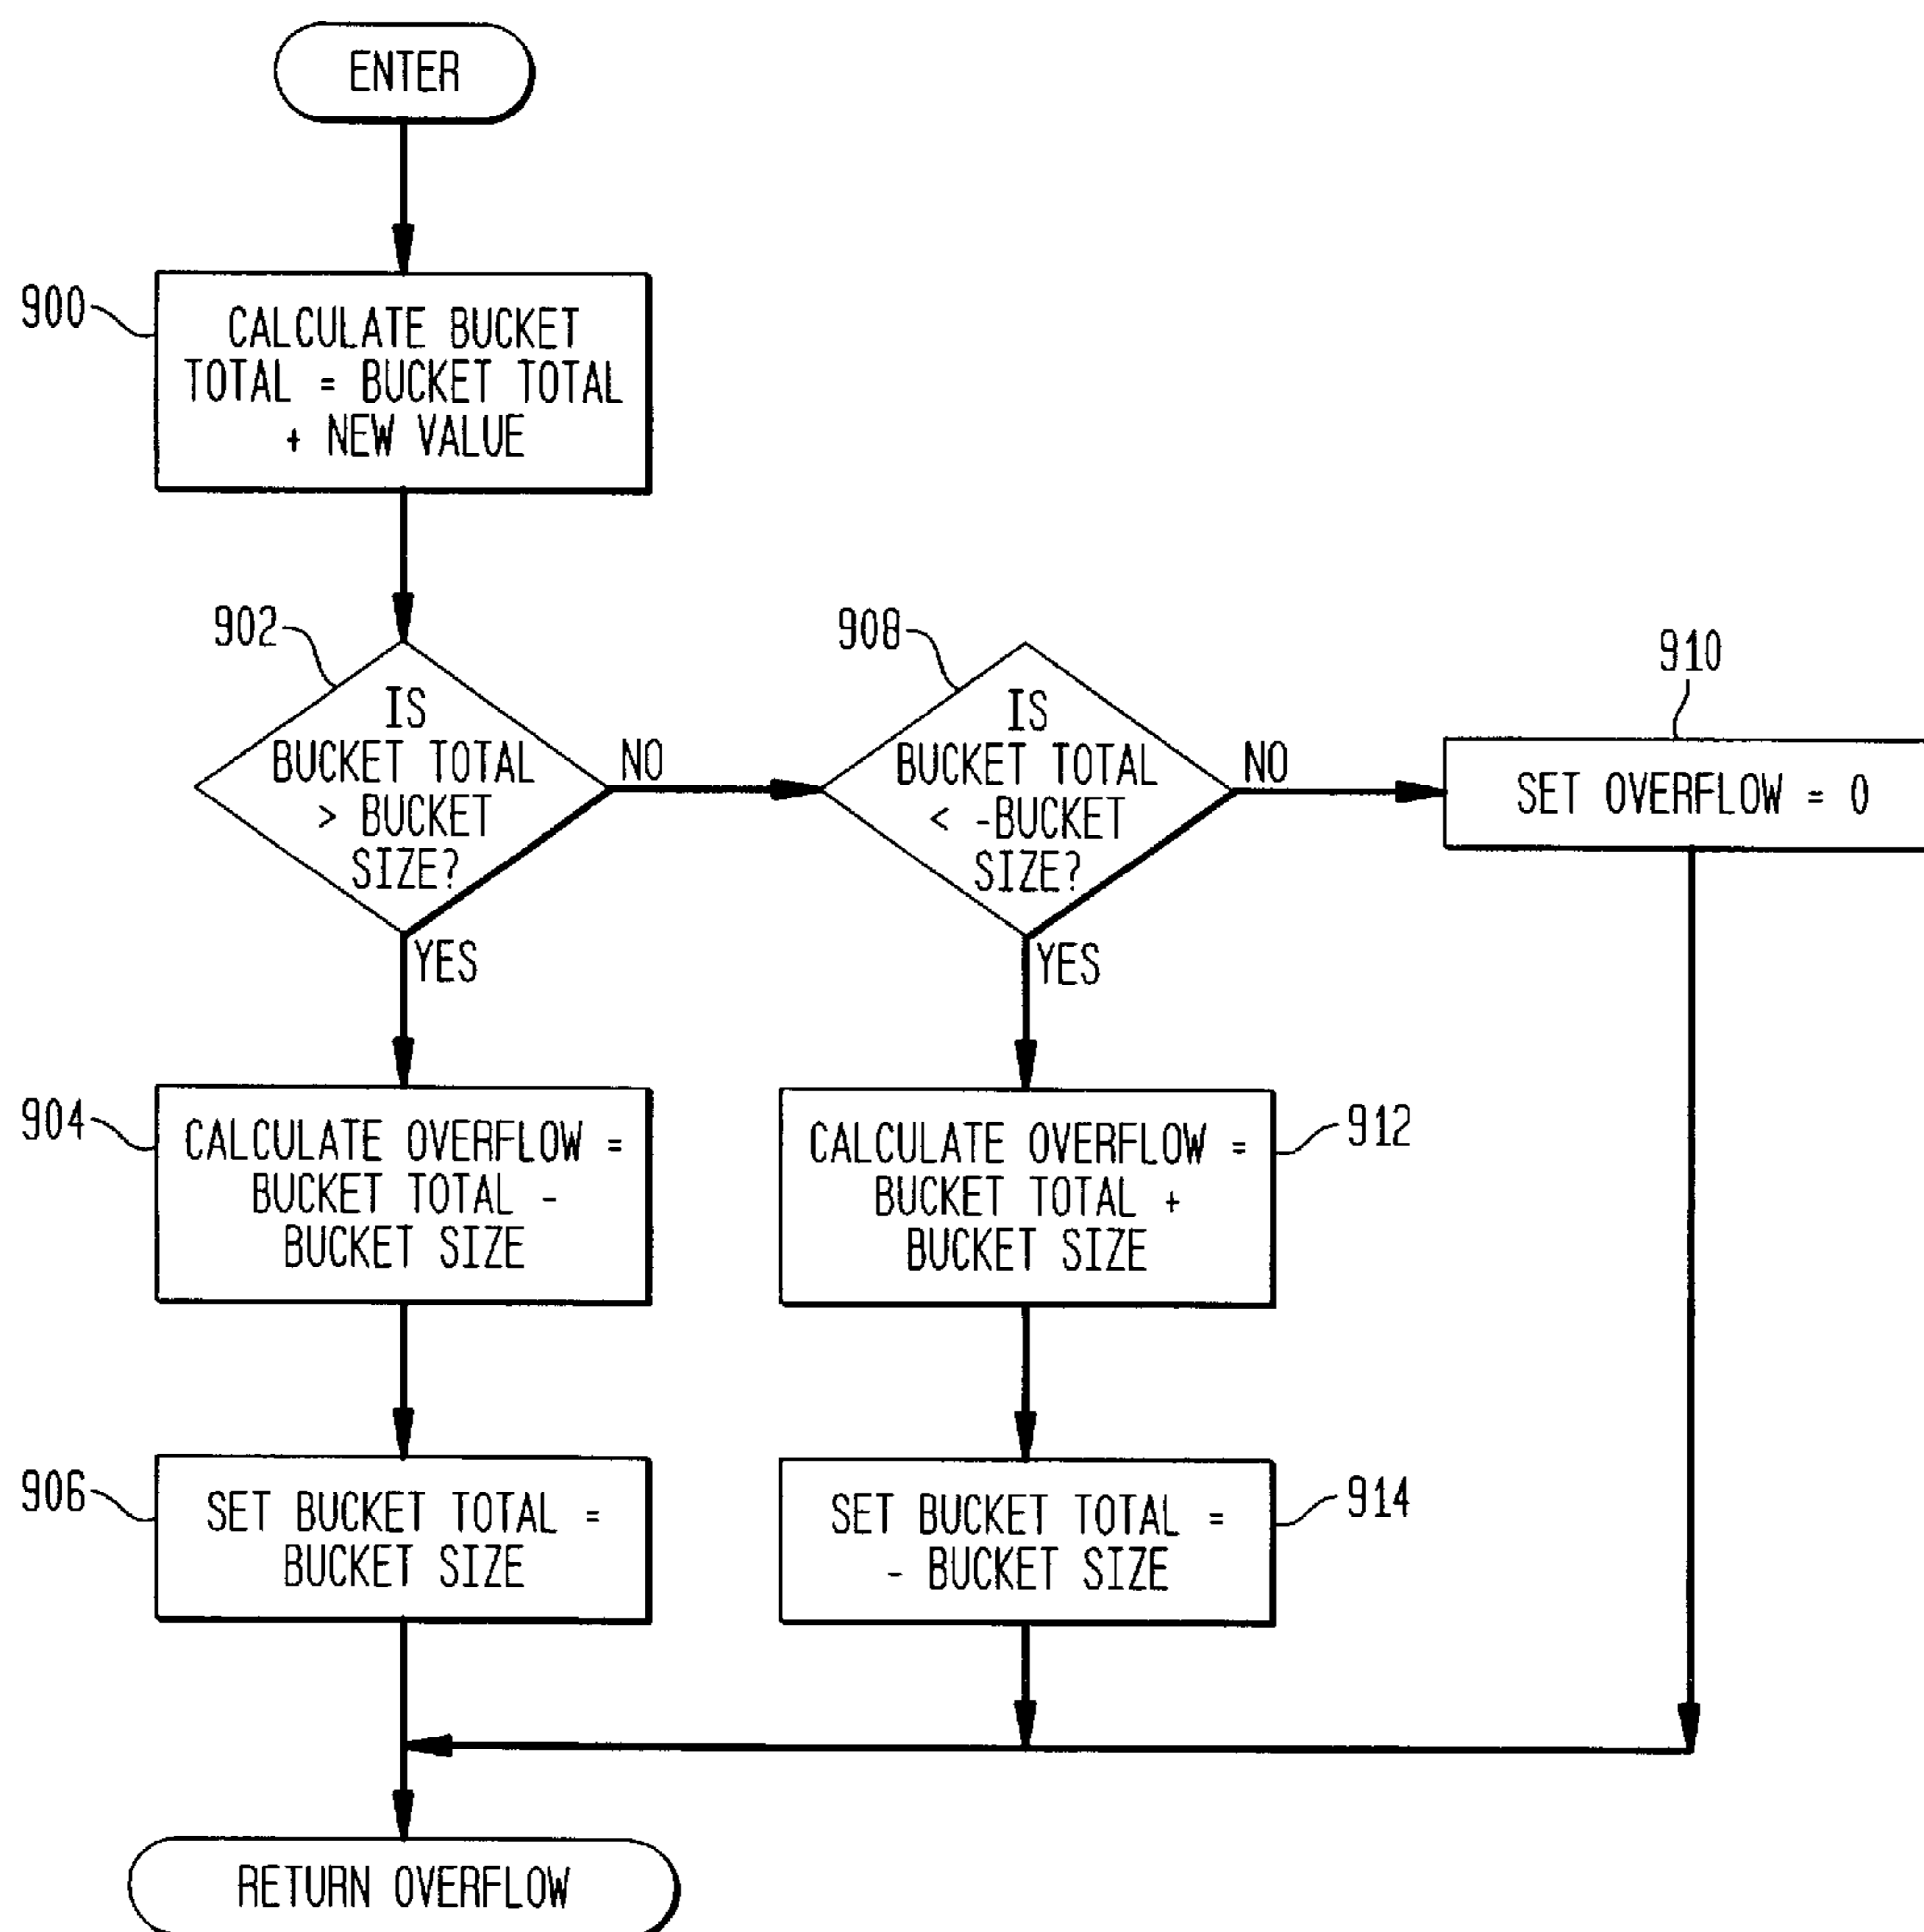 ENTER
900
CALCULATE BUCKET
TOTAL = BUCKET TOTAL
+ NEW VALUE
902
IS
BUCKET TOTAL
> BUCKET
SIZE?
NO
YES
908
IS
BUCKET TOTAL
< -BUCKET
SIZE?
NO
YES
910
SET OVERFLOW = 0
904
CALCULATE OVERFLOW =
BUCKET TOTAL -
BUCKET SIZE
912
CALCULATE OVERFLOW =
BUCKET TOTAL +
BUCKET SIZE
906
SET BUCKET TOTAL =
BUCKET SIZE
914
SET BUCKET TOTAL =
- BUCKET SIZE
RETURN OVERFLOW